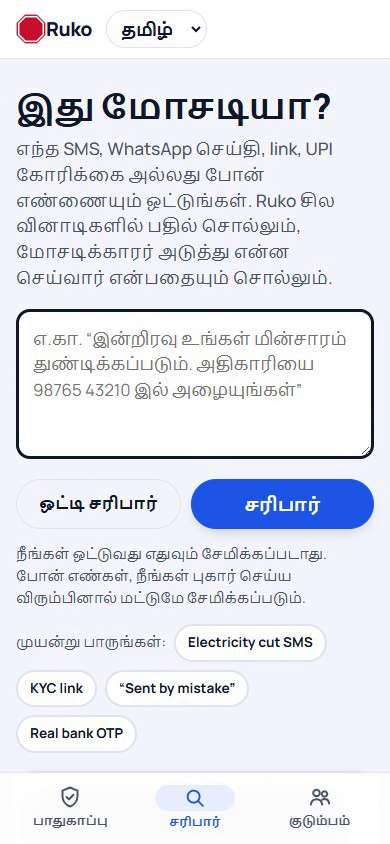 Ruko தமிழ்
இது மோசடியா?
எந்த SMS, WhatsApp செய்தி, link, UPI
கோரிக்கை அல்லது போன்
எண்ணையும் ஒட்டுங்கள். Ruko சில
வினாடிகளில் பதில் சொல்லும்,
மோசடிக்காரர் அடுத்து என்ன
செய்வார் என்பதையும் சொல்லும்.
எ.கா. “இன்றிரவு உங்கள் மின்சாரம்
துண்டிக்கப்படும். அதிகாரியை
98765 43210 இல் அழையுங்கள்”
ஒட்டி சரிபார் சரிபார்
நீங்கள் ஒட்டுவது எதுவும் சேமிக்கப்படாது.
போன் எண்கள், நீங்கள் புகார் செய்ய
விரும்பினால் மட்டுமே சேமிக்கப்படும்.
முயன்று பாருங்கள்: Electricity cut SMS
KYC link “Sent by mistake”
Real bank OTP
பாதுகாப்பு சரிபார் குடும்பம்